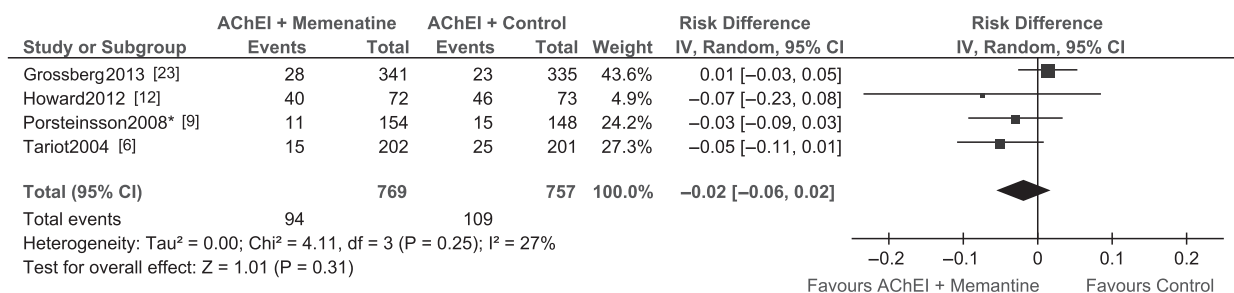 AChEI + Memenatine AChEI + Control Risk Difference Risk Difference
Study or Subgroup Events Total Events Total Weight IV, Random, 95% CI IV, Random, 95% CI
Grossberg2013 [23] 28 341 23 335 43.6% 0.01 [−0.03, 0.05]
Howard2012 [12] 40 72 46 73 4.9% −0.07 [−0.23, 0.08]
Porsteinsson2008* [9] 11 154 15 148 24.2% −0.03 [−0.09, 0.03]
Tariot2004 [6] 15 202 25 201 27.3% −0.05 [−0.11, 0.01]
Total (95% CI) 769 757 100.0% −0.02 [−0.06, 0.02]
Total events 94 109
Heterogeneity: Tau² = 0.00; Chi² = 4.11, df = 3 (P = 0.25); I² = 27%
Test for overall effect: Z = 1.01 (P = 0.31)
−0.2 −0.1 0 0.1 0.2
Favours AChEI + Memantine Favours Control